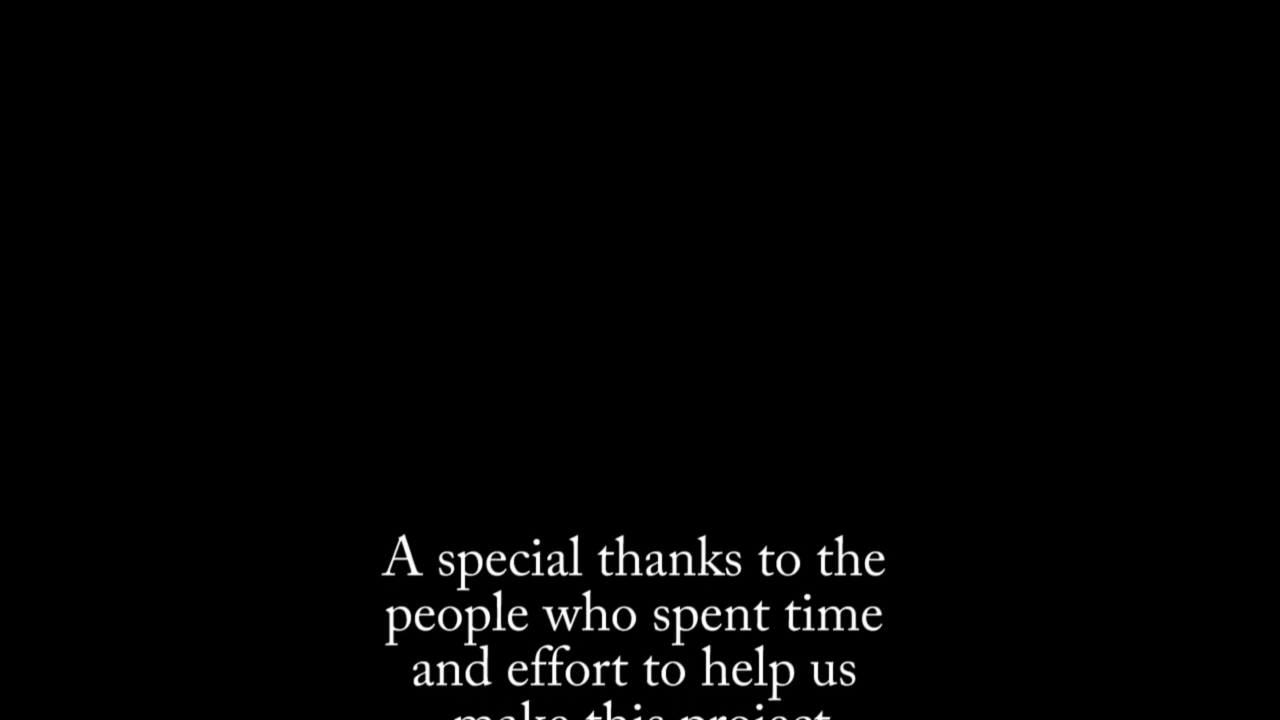 A special thanks to the
people who spent time
and effort to help us
make this project